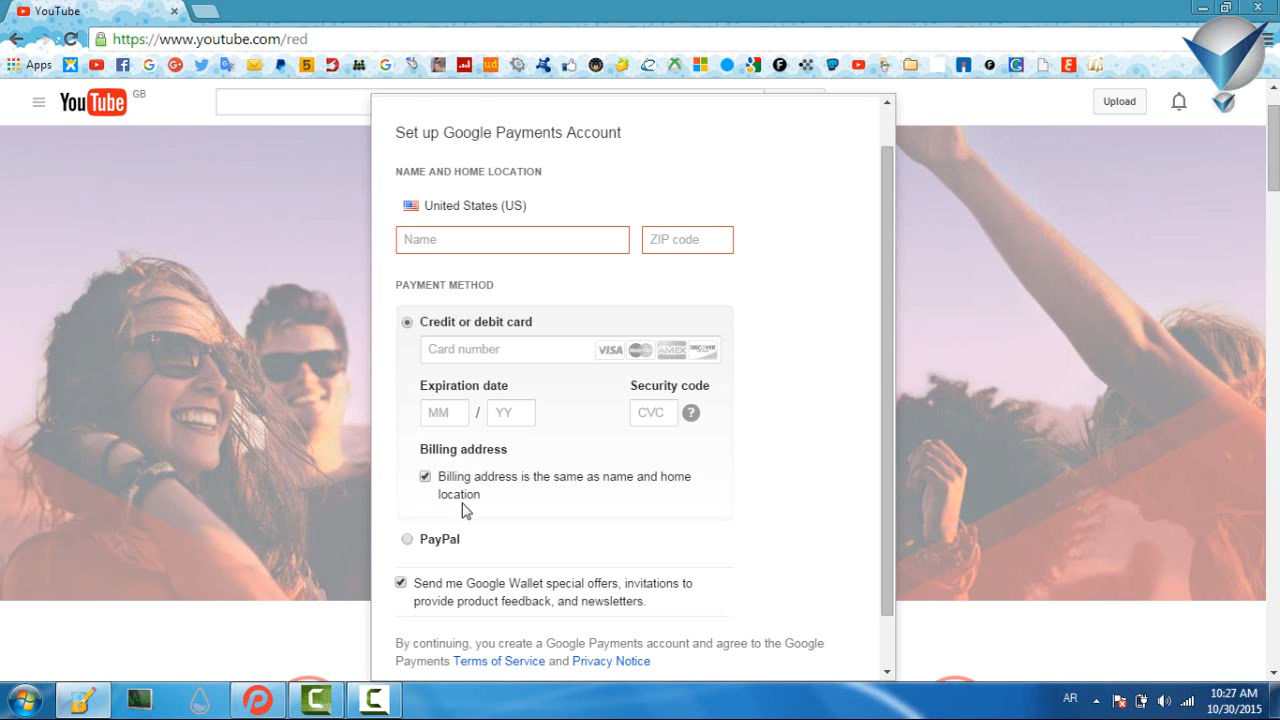 YouTube
https://www.youtube.com/red
Apps
YouTube GB
Upload
Set up Google Payments Account
NAME AND HOME LOCATION
United States (US)
Name
ZIP code
PAYMENT METHOD
Credit or debit card
Card number
VISA
AMEX
DISCOVER
Expiration date
Security code
MM / YY
CVC
?
Billing address
Billing address is the same as name and home
location
PayPal
Send me Google Wallet special offers, invitations to
provide product feedback, and newsletters.
By continuing, you create a Google Payments account and agree to the Google
Payments Terms of Service and Privacy Notice
AR
10:27 AM
10/30/2015